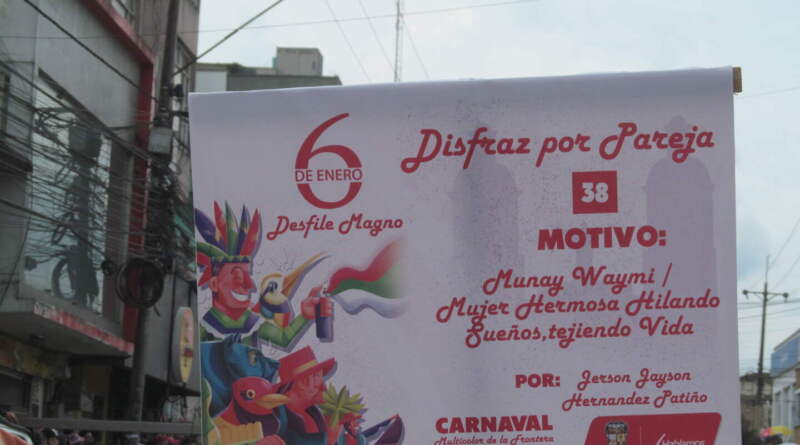 6
DE ENERO
Desfile Magno
Disfraz por Pareja
38
MOTIVO:
Munay Waymi /
Mujer Hermosa Hilando
Sueños,tejiendo Vida
POR: Jerson Jayson
Hernandez Patiño
CARNAVAL
Multicolor de la Frontera
Hablamos